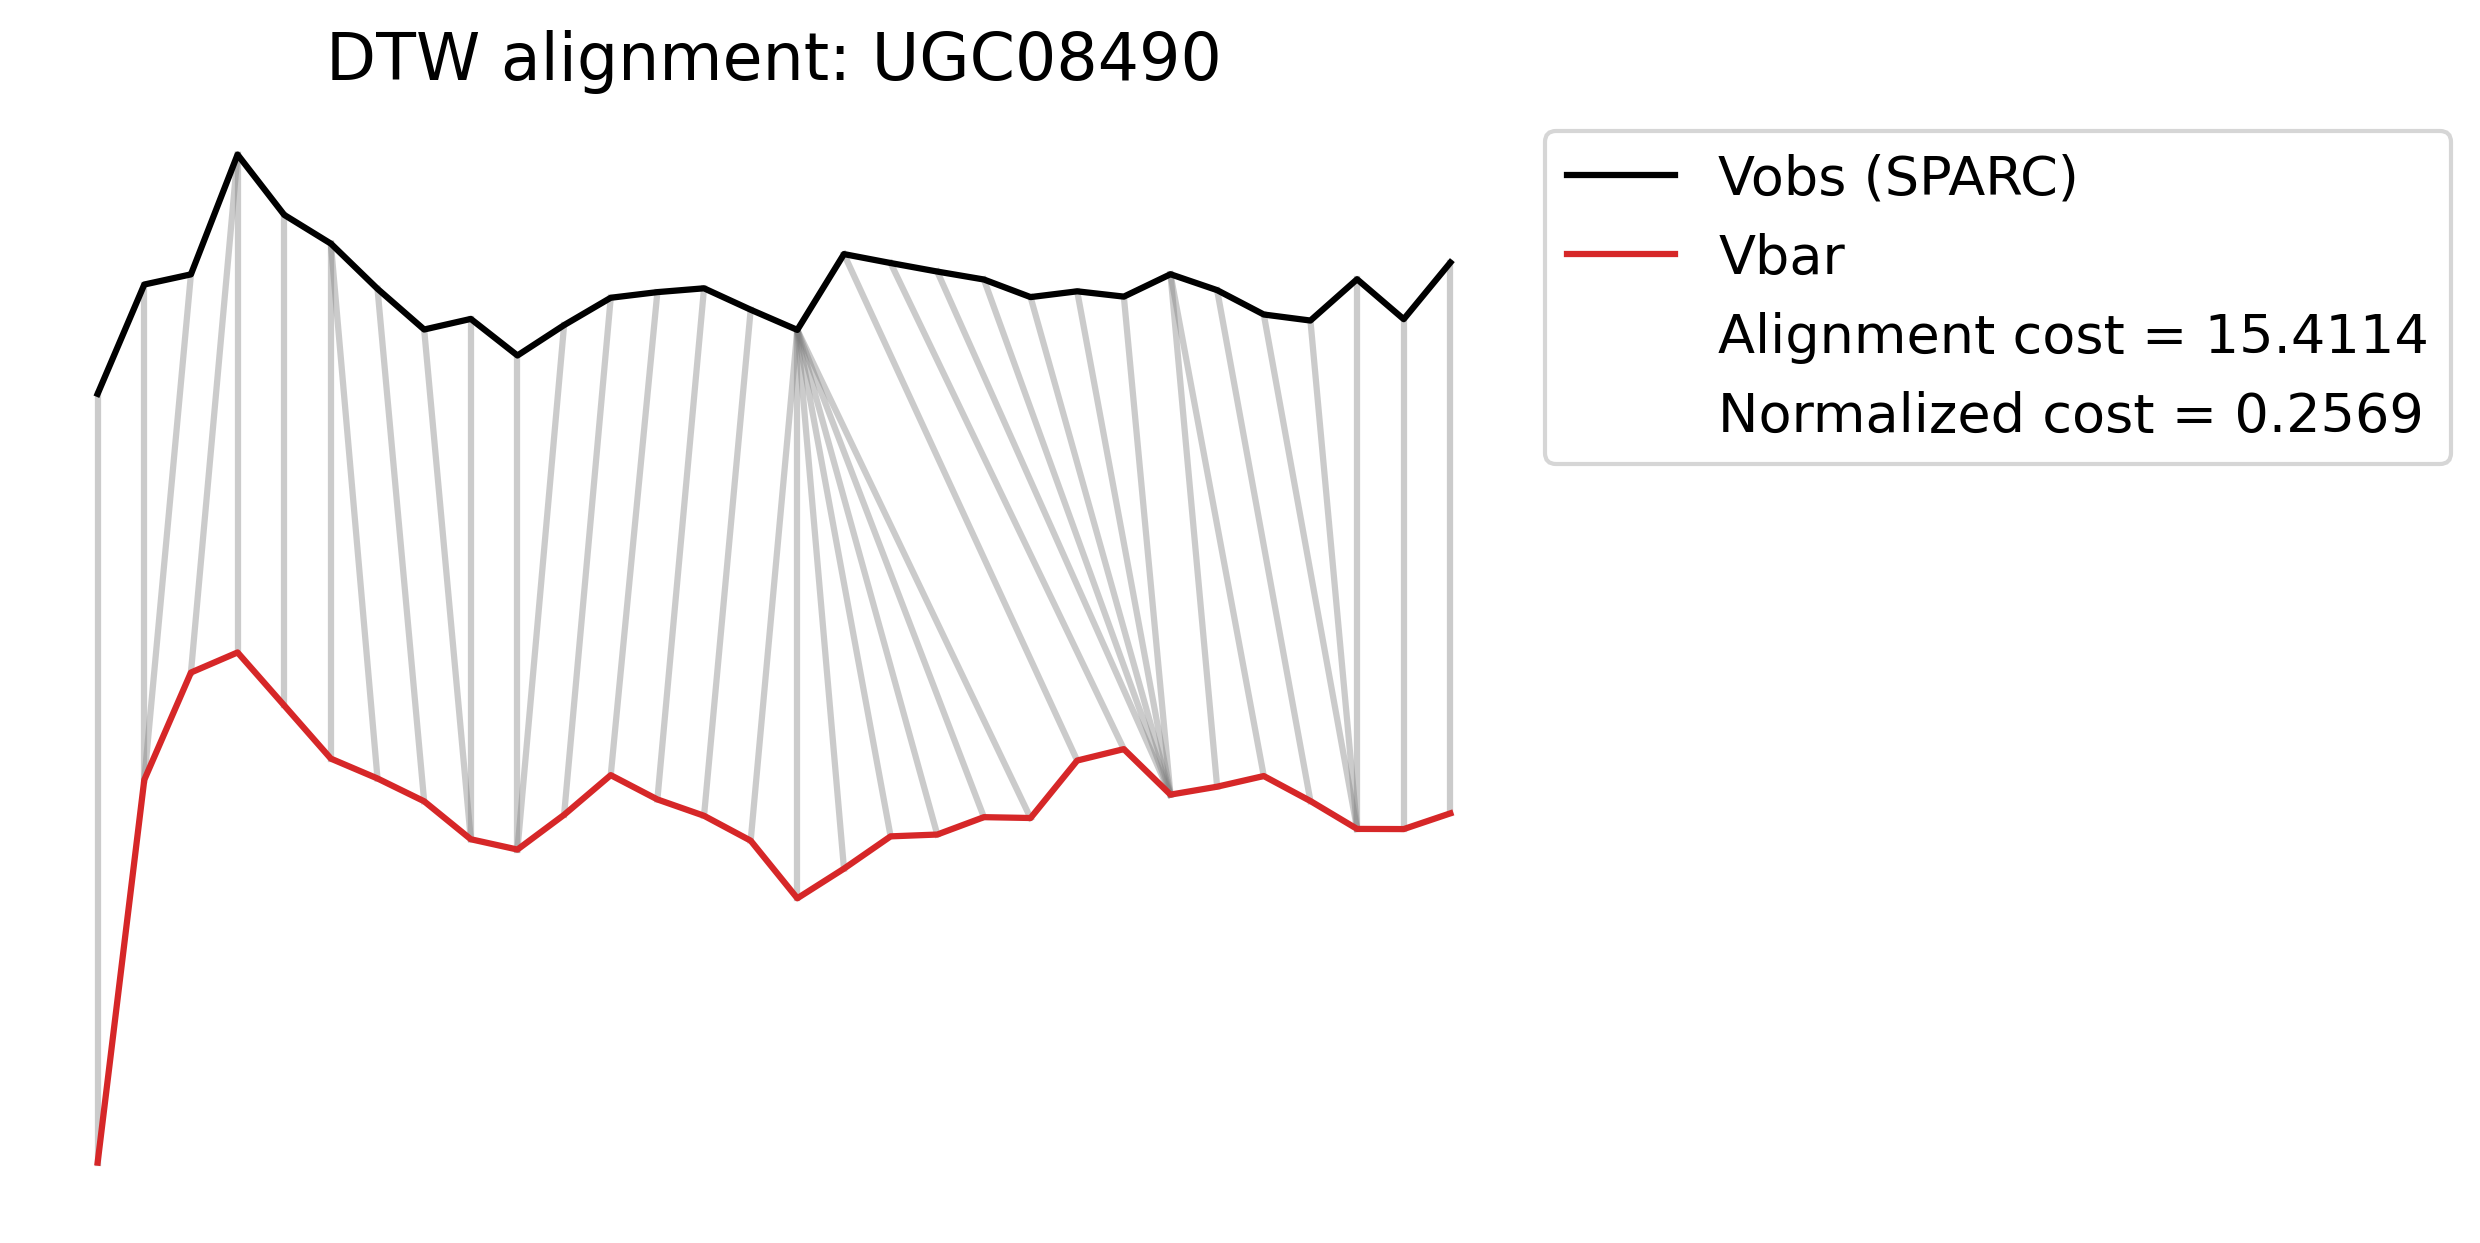 DTW alignment: UGC08490
Vobs (SPARC)
Vbar
Alignment cost = 15.4114
Normalized cost = 0.2569